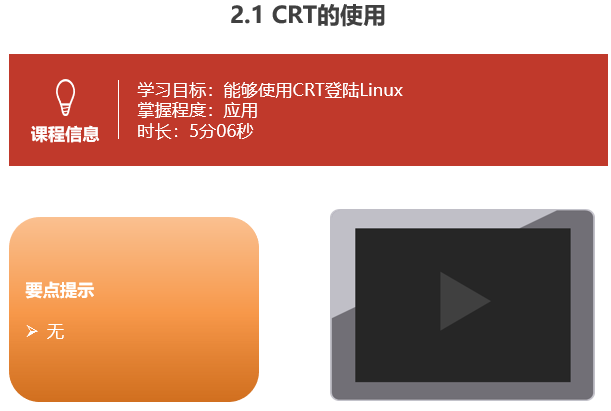 2.1 CRT的使用
课程信息
学习目标：能够使用CRT登陆Linux
掌握程度：应用
时长：5分06秒
要点提示
无